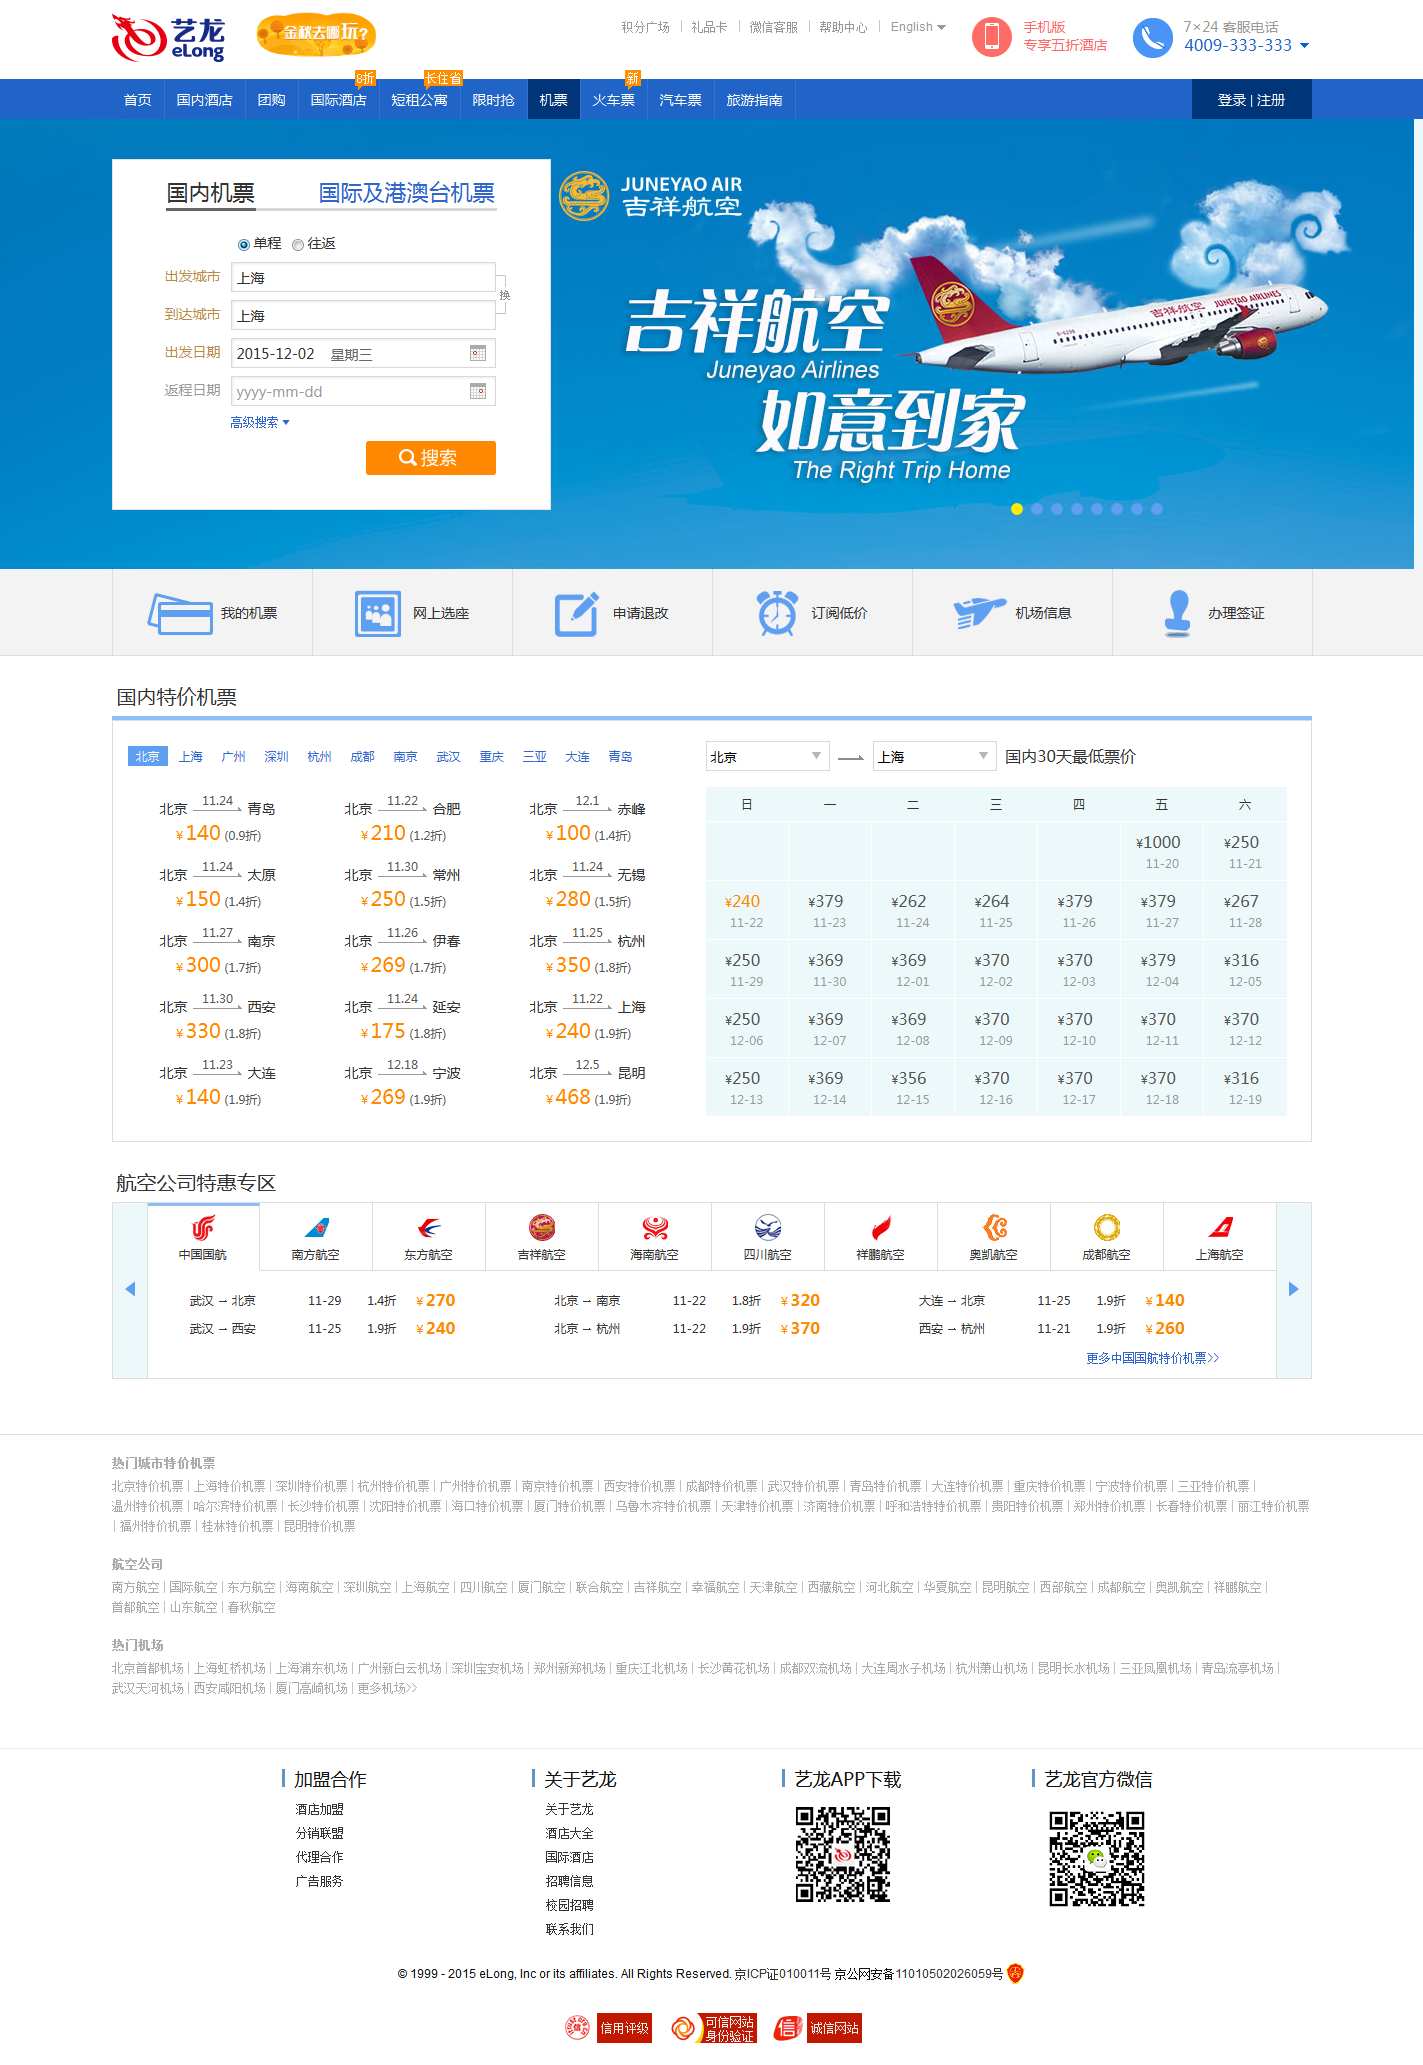 艺龙
eLong
金秋去哪玩?
积分广场 | 礼品卡 | 微信客服 | 帮助中心 | English
手机版
专享五折酒店
7×24 客服电话
4009-333-333
8折 长住省 新
首页 国内酒店 团购 国际酒店 短租公寓 限时抢 机票 火车票 汽车票 旅游指南 登录 | 注册
国内机票 国际及港澳台机票
单程 往返
出发城市 上海
换
到达城市 上海
出发日期 2015-12-02 星期三
返程日期 yyyy-mm-dd
高级搜索
搜索
JUNEYAO AIR
吉祥航空
吉祥航空
Juneyao Airlines
如意到家
The Right Trip Home
吉祥航空 JUNEYAO AIRLINES
我的机票 网上选座 申请退改 订阅低价 机场信息 办理签证
国内特价机票
北京 上海 广州 深圳 杭州 成都 南京 武汉 重庆 三亚 大连 青岛
北京 11.24 青岛 北京 11.22 合肥 北京 12.1 赤峰
¥140 (0.9折) ¥210 (1.2折) ¥100 (1.4折)
北京 11.24 太原 北京 11.30 常州 北京 11.24 无锡
¥150 (1.4折) ¥250 (1.5折) ¥280 (1.5折)
北京 11.27 南京 北京 11.26 伊春 北京 11.25 杭州
¥300 (1.7折) ¥269 (1.7折) ¥350 (1.8折)
北京 11.30 西安 北京 11.24 延安 北京 11.22 上海
¥330 (1.8折) ¥175 (1.8折) ¥240 (1.9折)
北京 11.23 大连 北京 12.18 宁波 北京 12.5 昆明
¥140 (1.9折) ¥269 (1.9折) ¥468 (1.9折)
北京 上海 国内30天最低票价
日 一 二 三 四 五 六
¥1000 ¥250
11-20 11-21
¥240 ¥379 ¥262 ¥264 ¥379 ¥379 ¥267
11-22 11-23 11-24 11-25 11-26 11-27 11-28
¥250 ¥369 ¥369 ¥370 ¥370 ¥379 ¥316
11-29 11-30 12-01 12-02 12-03 12-04 12-05
¥250 ¥369 ¥369 ¥370 ¥370 ¥370 ¥370
12-06 12-07 12-08 12-09 12-10 12-11 12-12
¥250 ¥369 ¥356 ¥370 ¥370 ¥370 ¥316
12-13 12-14 12-15 12-16 12-17 12-18 12-19
航空公司特惠专区
中国国航 南方航空 东方航空 吉祥航空 海南航空 四川航空 祥鹏航空 奥凯航空 成都航空 上海航空
武汉 → 北京 11-29 1.4折 ¥270 北京 → 南京 11-22 1.8折 ¥320 大连 → 北京 11-25 1.9折 ¥140
武汉 → 西安 11-25 1.9折 ¥240 北京 → 杭州 11-22 1.9折 ¥370 西安 → 杭州 11-21 1.9折 ¥260
更多中国国航特价机票>>
热门城市特价机票
北京特价机票 | 上海特价机票 | 深圳特价机票 | 杭州特价机票 | 广州特价机票 | 南京特价机票 | 西安特价机票 | 成都特价机票 | 武汉特价机票 | 青岛特价机票 | 大连特价机票 | 重庆特价机票 | 宁波特价机票 | 三亚特价机票 |
温州特价机票 | 哈尔滨特价机票 | 长沙特价机票 | 沈阳特价机票 | 海口特价机票 | 厦门特价机票 | 乌鲁木齐特价机票 | 天津特价机票 | 济南特价机票 | 呼和浩特特价机票 | 贵阳特价机票 | 郑州特价机票 | 长春特价机票 | 丽江特价机票
| 福州特价机票 | 桂林特价机票 | 昆明特价机票
航空公司
南方航空 | 国际航空 | 东方航空 | 海南航空 | 深圳航空 | 上海航空 | 四川航空 | 厦门航空 | 联合航空 | 吉祥航空 | 幸福航空 | 天津航空 | 西藏航空 | 河北航空 | 华夏航空 | 昆明航空 | 西部航空 | 成都航空 | 奥凯航空 | 祥鹏航空 |
首都航空 | 山东航空 | 春秋航空
热门机场
北京首都机场 | 上海虹桥机场 | 上海浦东机场 | 广州新白云机场 | 深圳宝安机场 | 郑州新郑机场 | 重庆江北机场 | 长沙黄花机场 | 成都双流机场 | 大连周水子机场 | 杭州萧山机场 | 昆明长水机场 | 三亚凤凰机场 | 青岛流亭机场 |
武汉天河机场 | 西安咸阳机场 | 厦门高崎机场 | 更多机场>>
加盟合作 关于艺龙 艺龙APP下载 艺龙官方微信
酒店加盟 关于艺龙
分销联盟 酒店大全
代理合作 国际酒店
广告服务 招聘信息
校园招聘
联系我们
© 1999 - 2015 eLong, Inc or its affiliates. All Rights Reserved. 京ICP证010011号 京公网安备11010502026059号
信用评级 可信网站 身份验证 信 诚信网站